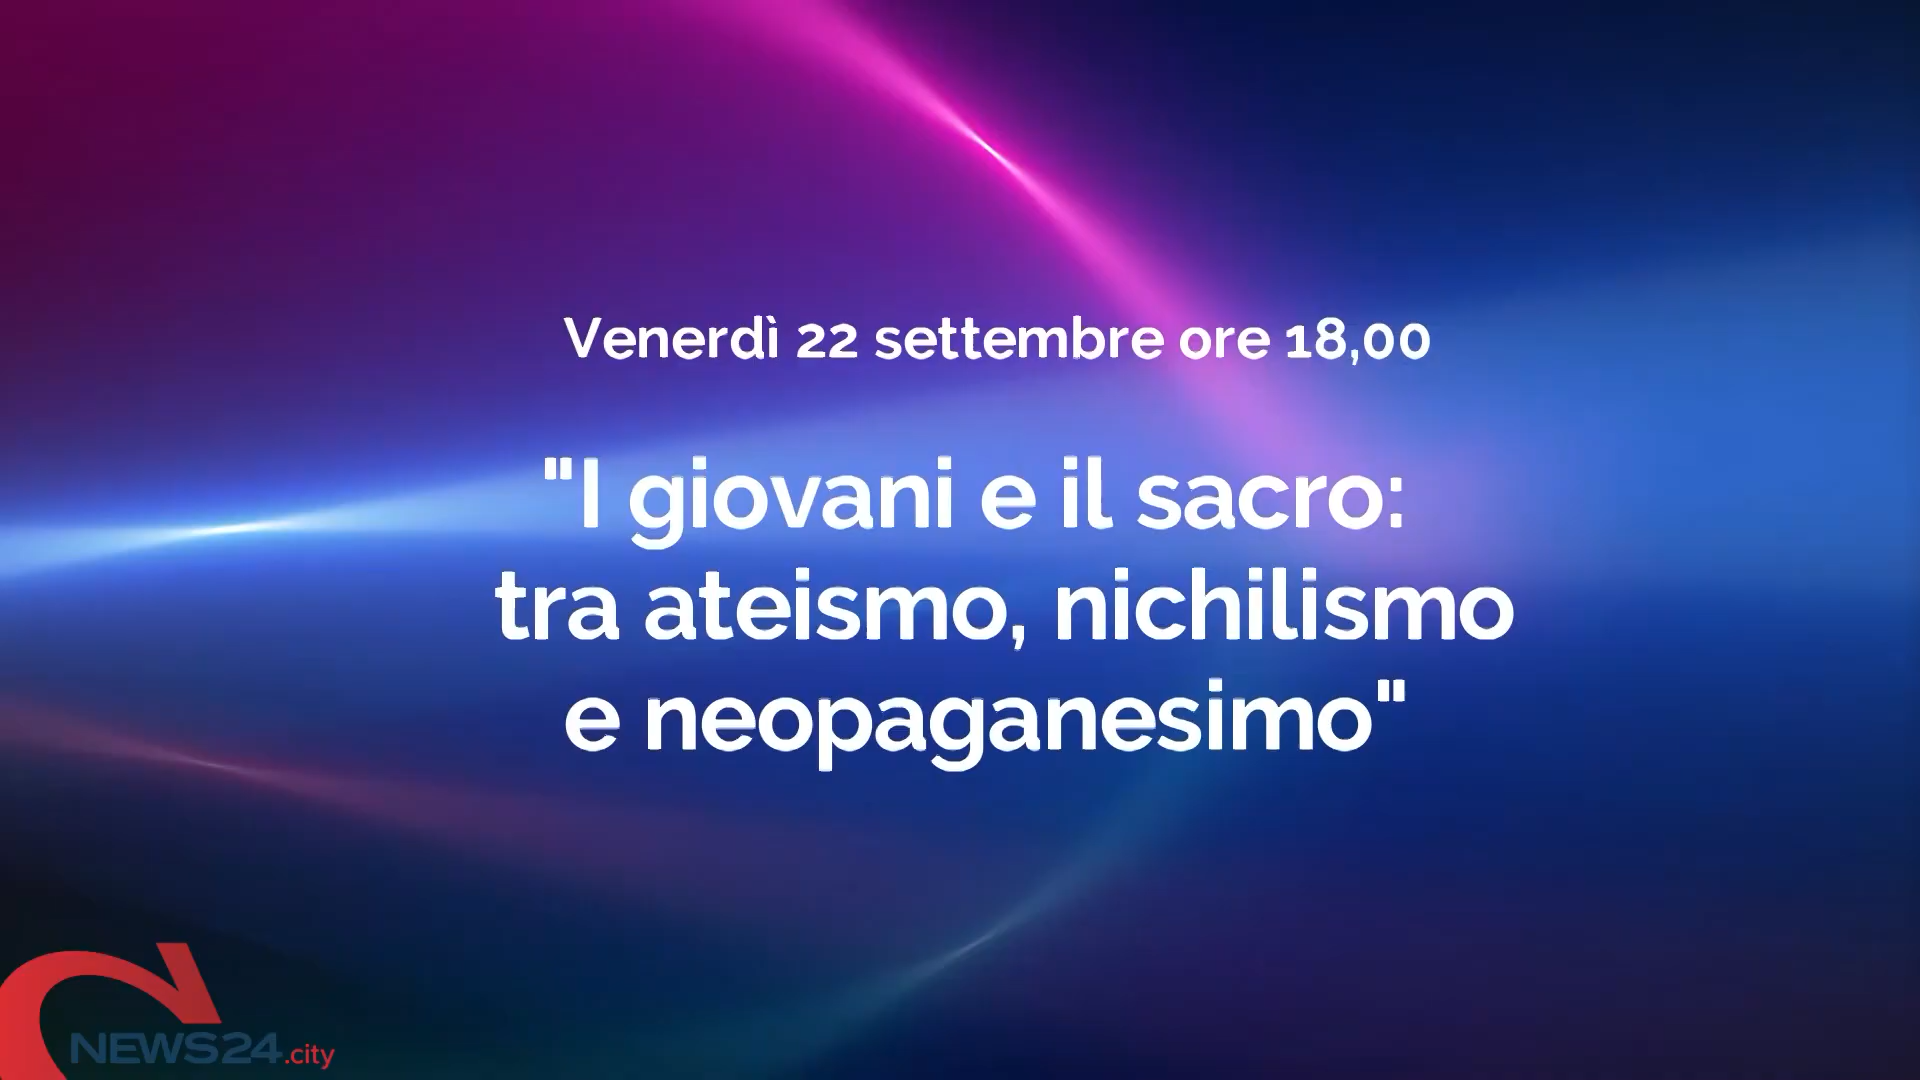 Venerdì 22 settembre ore 18,00
"I giovani e il sacro:
tra ateismo, nichilismo
e neopaganesimo"
NEWS24.city